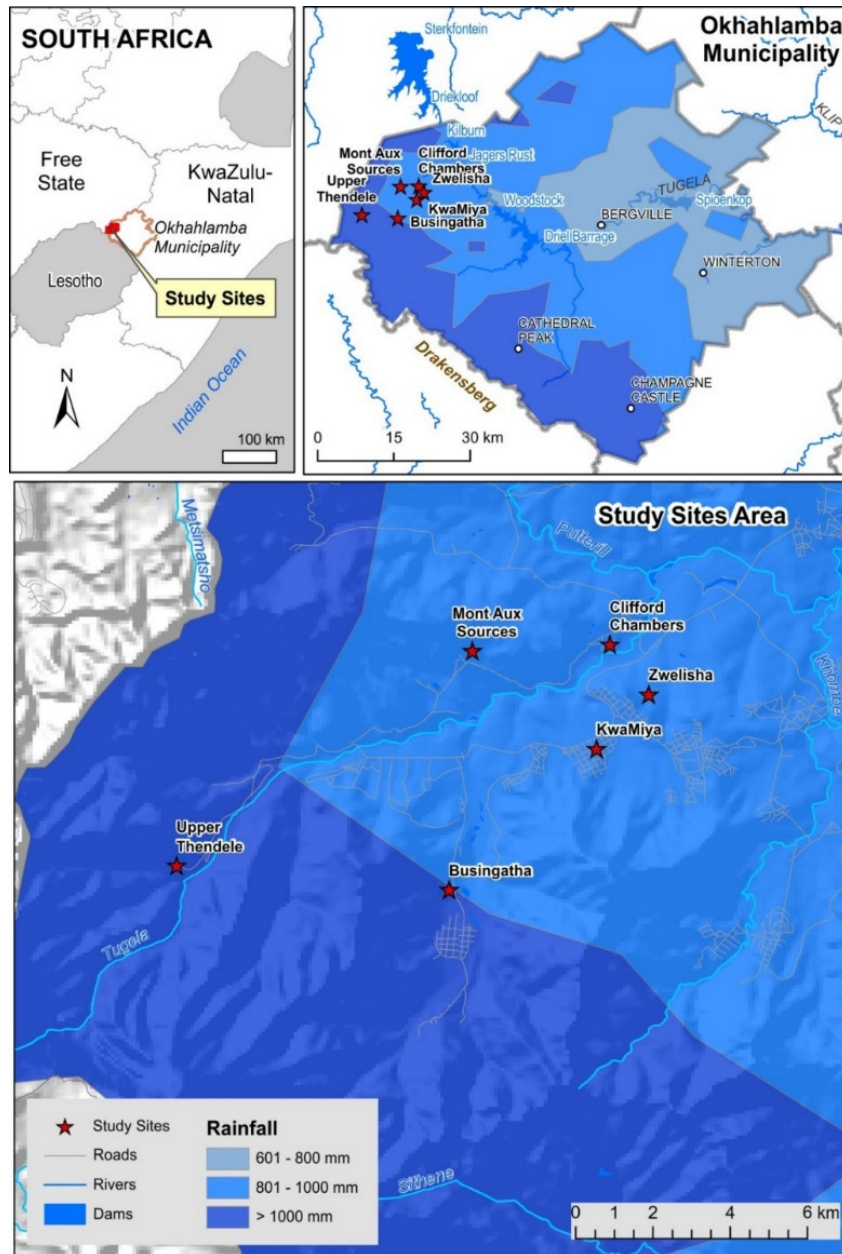 SOUTH AFRICA
Free
State
KwaZulu-
Natal
Okhahlamba
Municipality
Lesotho
Study Sites
N
Indian Ocean
100 km
Okhahlamba
Municipality
Sterkfontein
Driekloof
Kilburn
KLIP
Mont Aux
Sources
Clifford
Chambers
Jagers Rust
Zwelisha
Upper
Thendele
KwaMiya
Busingatha
Woodstock
TUGELA
Spioenkop
BERGVILLE
Driel Barrage
WINTERTON
CATHEDRAL
PEAK
Drakensberg
CHAMPAGNE
CASTLE
0 15 30 km
Study Sites Area
Metsimatsho
Putterill
Mont Aux
Sources
Clifford
Chambers
Zwelisha
Khombe
KwaMiya
Upper
Thendele
Busingatha
Tugela
Sithene
Study Sites
Roads
Rivers
Dams
Rainfall
601 - 800 mm
801 - 1000 mm
> 1000 mm
0 1 2 4 6 km